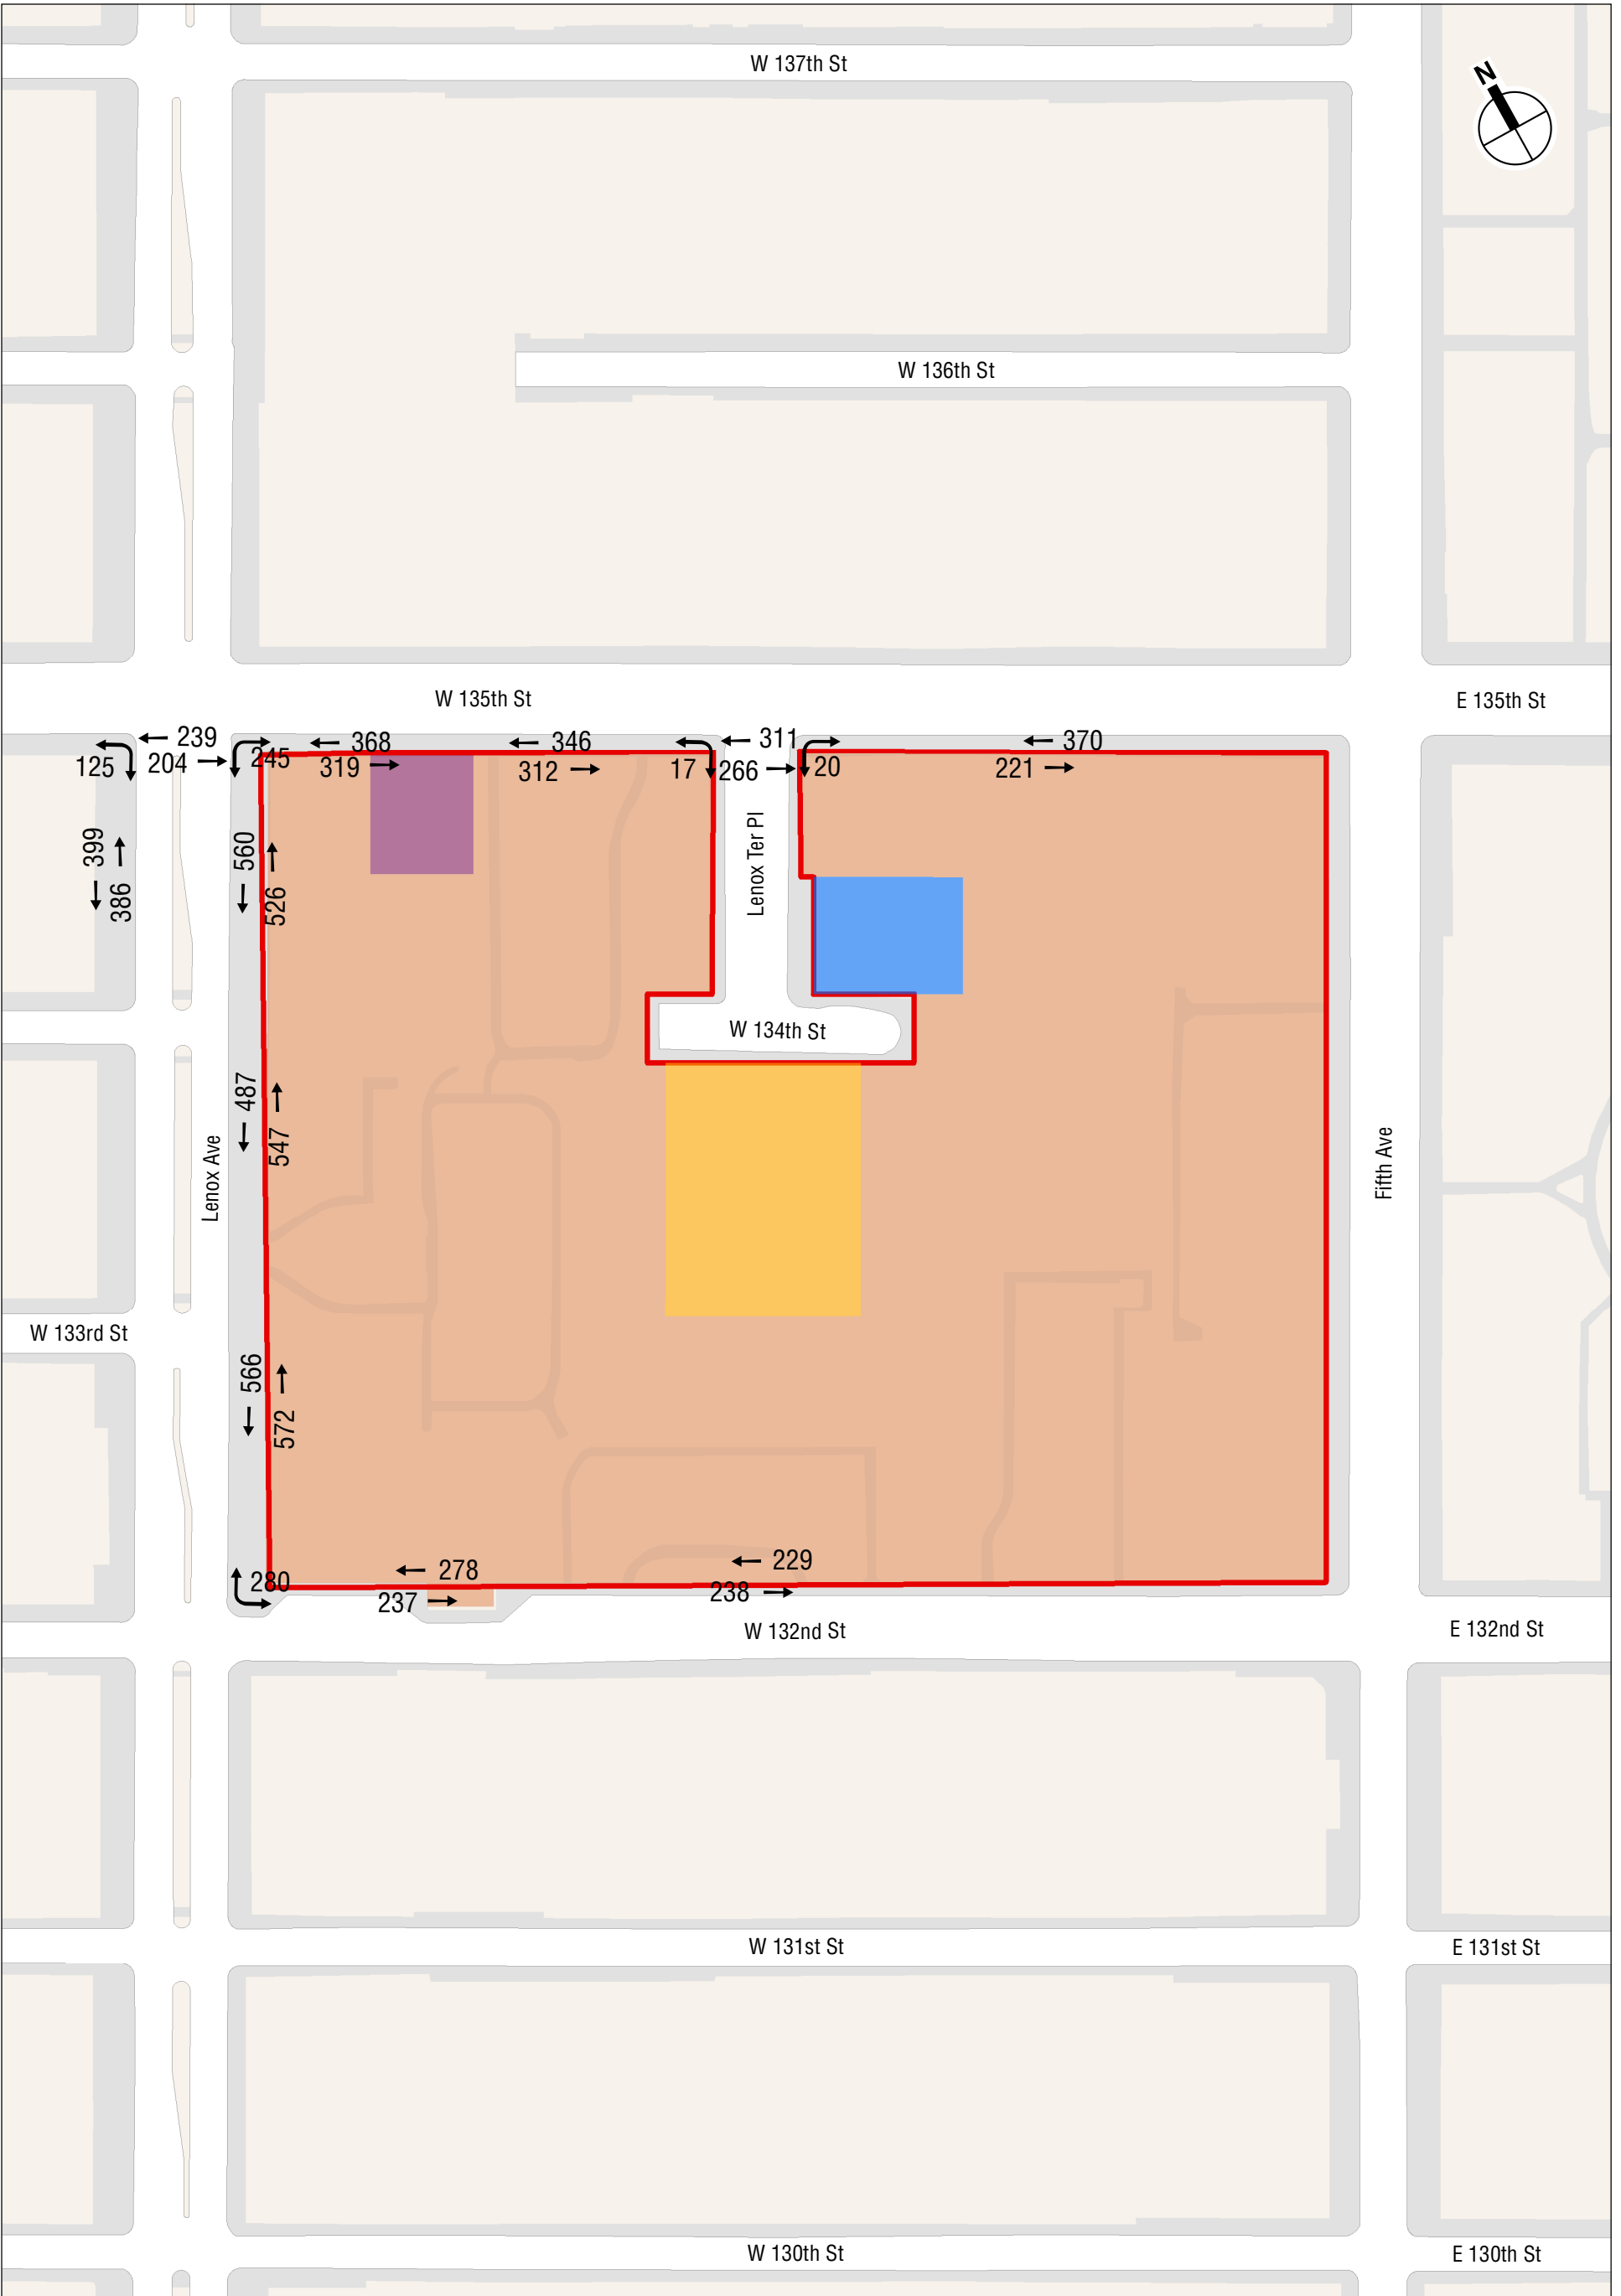 W 137th St
N
W 136th St
W 135th St
E 135th St
239
204
125
245
368
319
346
312
17
311
266
20
370
221
399
386
560
526
Lenox Ter Pl
W 134th St
487
547
Lenox Ave
Fifth Ave
W 133rd St
566
572
280
278
237
229
238
W 132nd St
E 132nd St
W 131st St
E 131st St
W 130th St
E 130th St